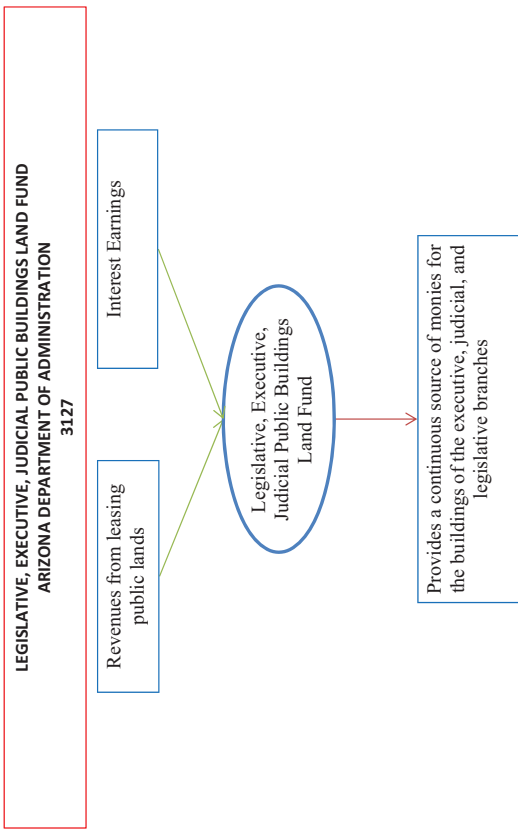 LEGISLATIVE, EXECUTIVE, JUDICIAL PUBLIC BUILDINGS LAND FUND
ARIZONA DEPARTMENT OF ADMINISTRATION
3127
Revenues from leasing
public lands
Interest Earnings
Legislative, Executive,
Judicial Public Buildings
Land Fund
Provides a continuous source of monies for
the buildings of the executive, judicial, and
legislative branches